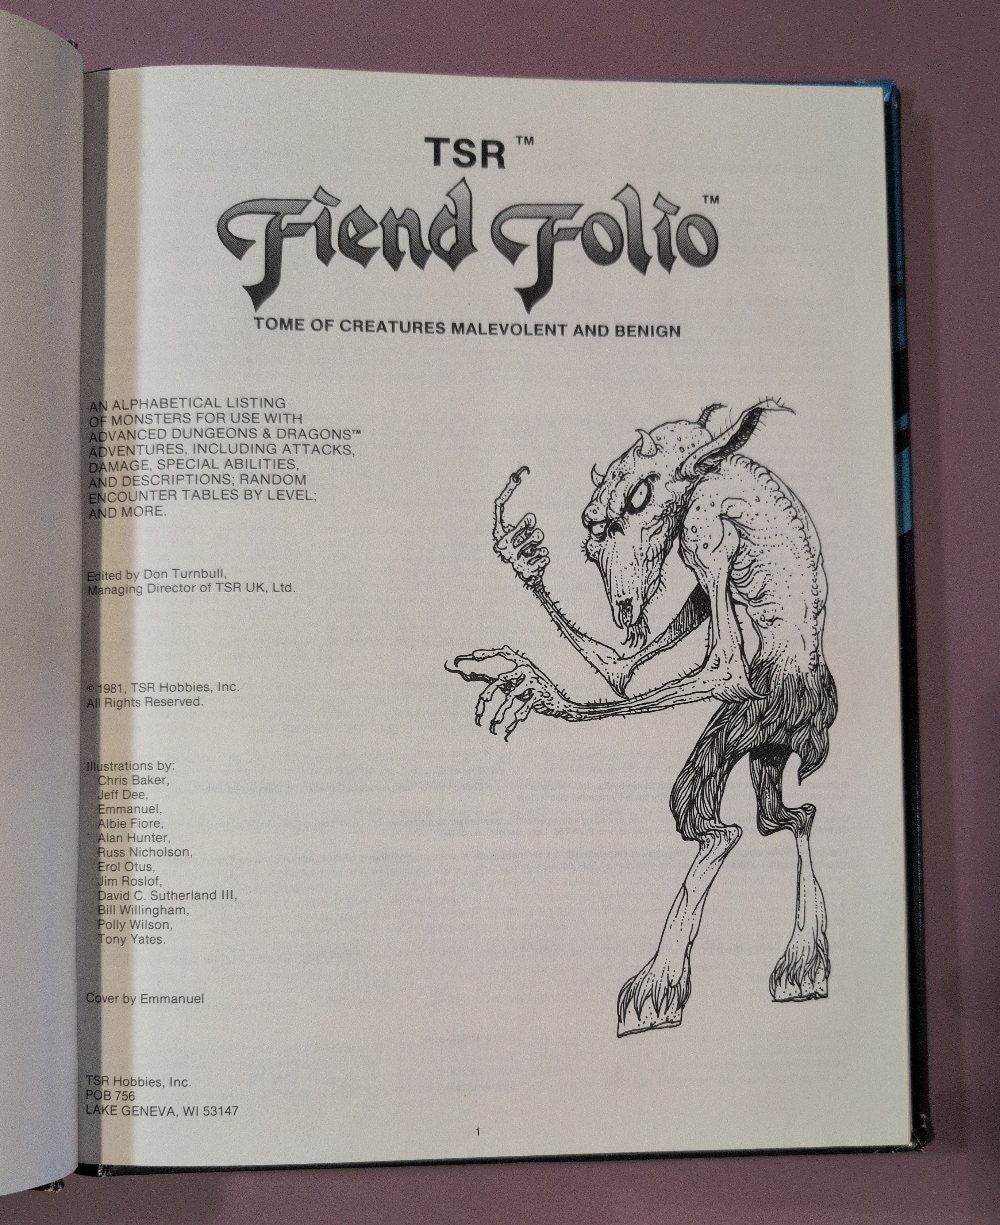 TSR™
Fiend Folio™
TOME OF CREATURES MALEVOLENT AND BENIGN
AN ALPHABETICAL LISTING
OF MONSTERS FOR USE WITH
ADVANCED DUNGEONS & DRAGONS™
ADVENTURES, INCLUDING ATTACKS,
DAMAGE, SPECIAL ABILITIES,
AND DESCRIPTIONS; RANDOM
ENCOUNTER TABLES BY LEVEL;
AND MORE.
Edited by Don Turnbull,
Managing Director of TSR UK, Ltd.
© 1981, TSR Hobbies, Inc.
All Rights Reserved.
Illustrations by:
Chris Baker,
Jeff Dee,
Emmanuel,
Albie Fiore,
Alan Hunter,
Russ Nicholson,
Erol Otus,
Jim Roslof,
David C. Sutherland III,
Bill Willingham,
Polly Wilson,
Tony Yates.
Cover by Emmanuel
TSR Hobbies, Inc.
POB 756
LAKE GENEVA, WI 53147
1